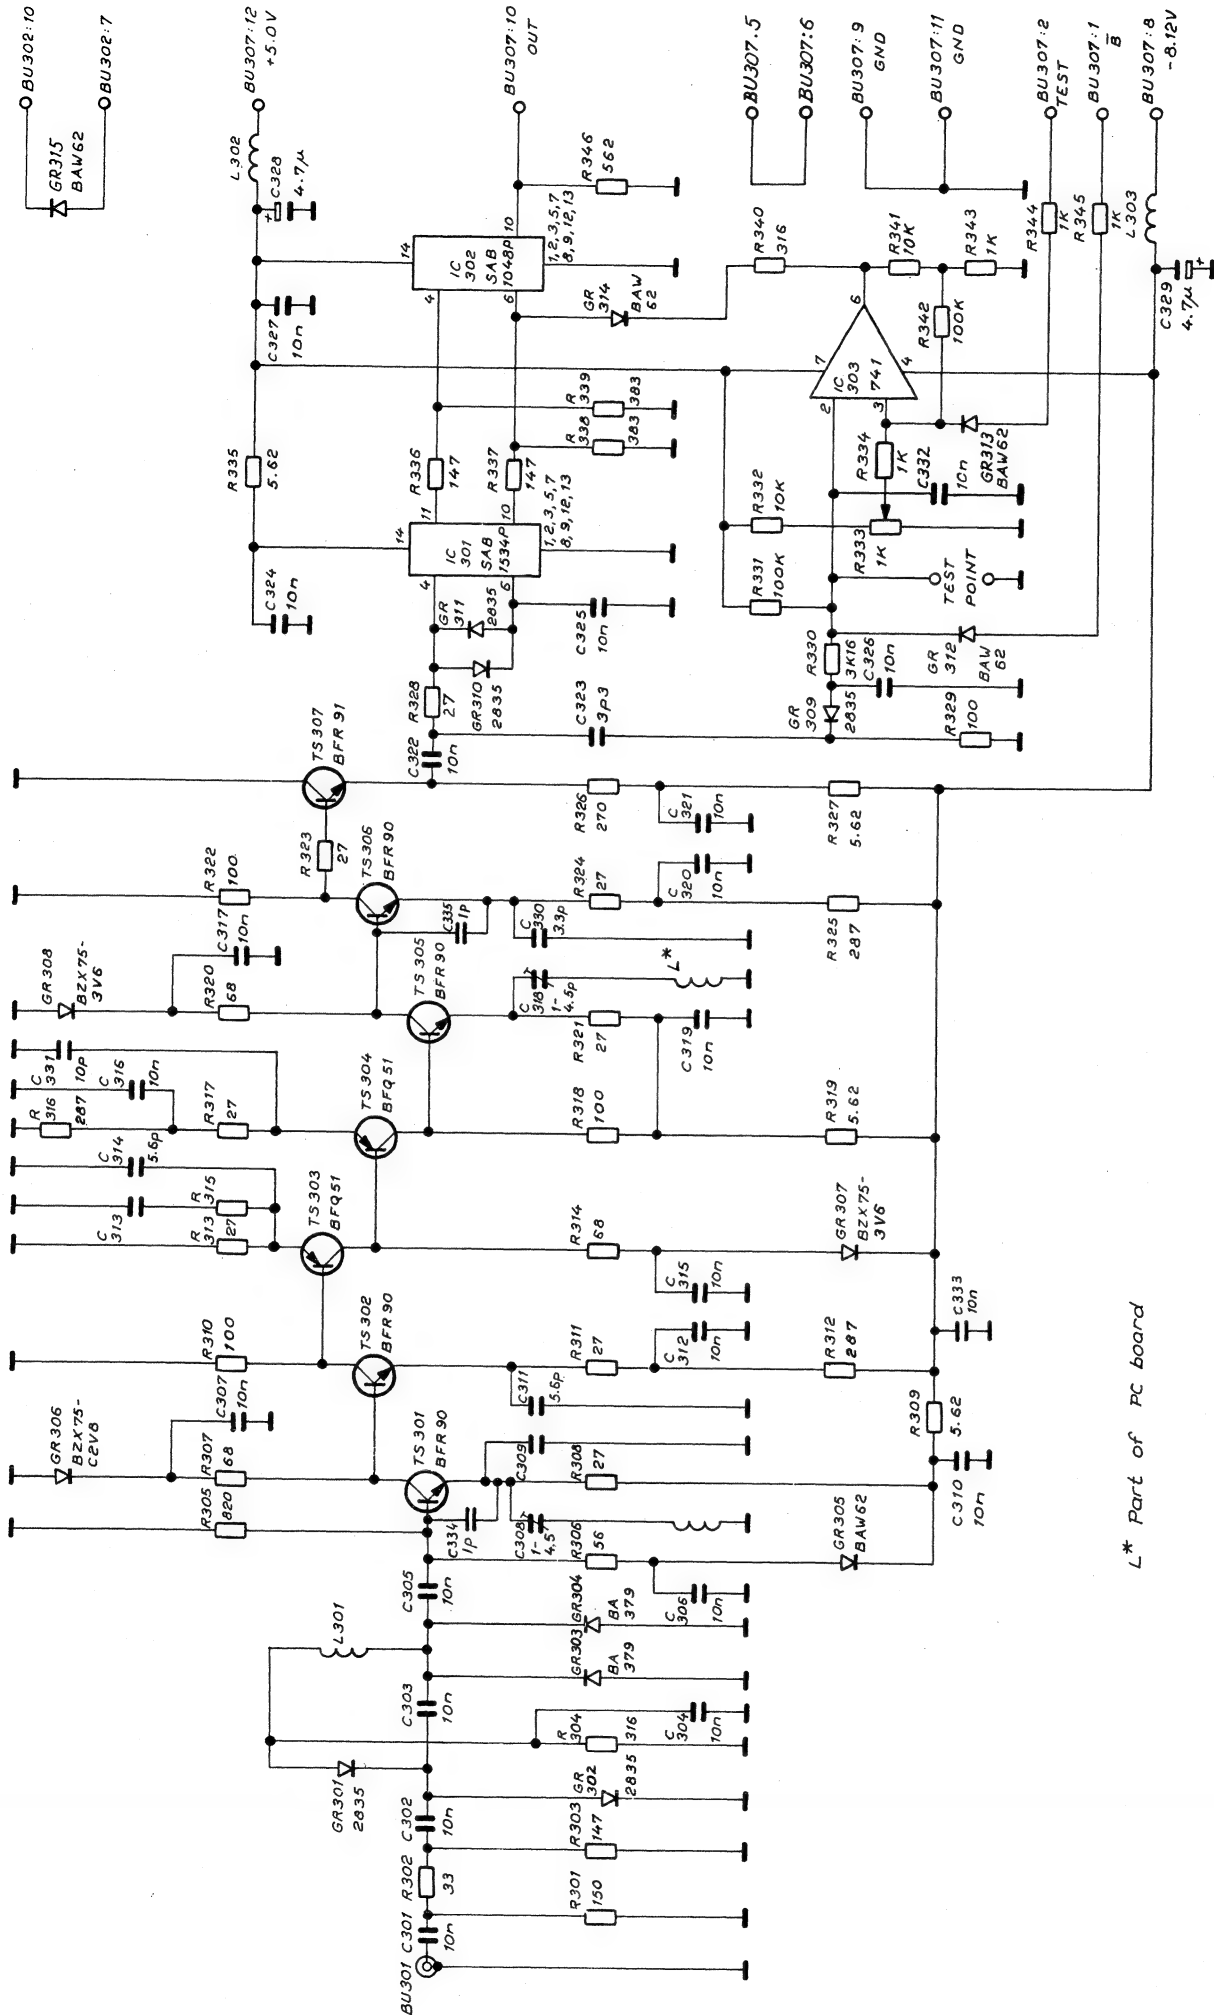 BU302:10
GR315
BAW62
BU302:7
BU307:12
+5.0V
L302
C328
4.7µ
+
C327
10n
R335
5.62
C324
10n
BU307:10
OUT
R346
562
14
IC
302
SAB
1048P
10
1,2,3,5,7
8,9,12,13
4
6
GR
314
BAW
62
R
339
383
R
338
383
R336
147
R337
147
11
10
1,2,3,5,7
8,9,12,13
14
IC
301
SAB
1534P
4
6
GR
311
2835
GR310
2835
C325
10n
R328
27
C323
3p3
C322
10n
BU307.5
BU307:6
BU307:9
GND
BU307:11
GND
BU307:2
TEST
BU307:1
B̅
BU307:8
-8.12V
R340
316
R341
10K
R343
1K
R344
1K
R345
1K
L303
C329
4.7µ
+
R342
100K
6
7
4
IC
303
741
2
3
R334
1K
C332
10n
GR313
BAW62
R332
10K
R333
1K
R331
100K
TEST
POINT
R330
3K16
C326
10n
GR
312
BAW
62
GR
309
2835
R329
100
TS307
BFR91
R323
27
R326
270
C
321
10n
R327
5.62
R322
100
TS306
BFR90
C317
10n
C335
1p
C
330
3.3p
R324
27
C
320
10n
R325
287
GR308
BZX75-
3V6
R320
68
TS305
BFR90
C
318
1-
4.5p
L*
R321
27
C319
10n
C
331
10p
C
316
10n
R
316
287
R317
27
TS304
BFQ51
R318
100
R319
5.62
C
314
5.6p
C
313
R
315
R
313
27
TS303
BFQ51
R314
68
C
315
10n
GR307
BZX75-
3V6
R310
100
TS302
BFR90
C311
5.6p
R311
27
C
312
10n
R312
287
C333
10n
R309
5.62
C310
10n
GR306
BZX75-
C2V8
C307
10n
R307
68
R305
820
TS301
BFR90
C309
R308
27
C334
1p
C308
1-
4.5
R306
56
C
306
10n
GR305
BAW62
C305
10n
L301
GR304
BA
379
GR303
BA
379
C303
10n
R
304
316
C
304
10n
GR301
2835
GR
302
2835
C302
10n
R303
147
R302
33
R301
150
C301
10n
BU301
L* Part of PC board